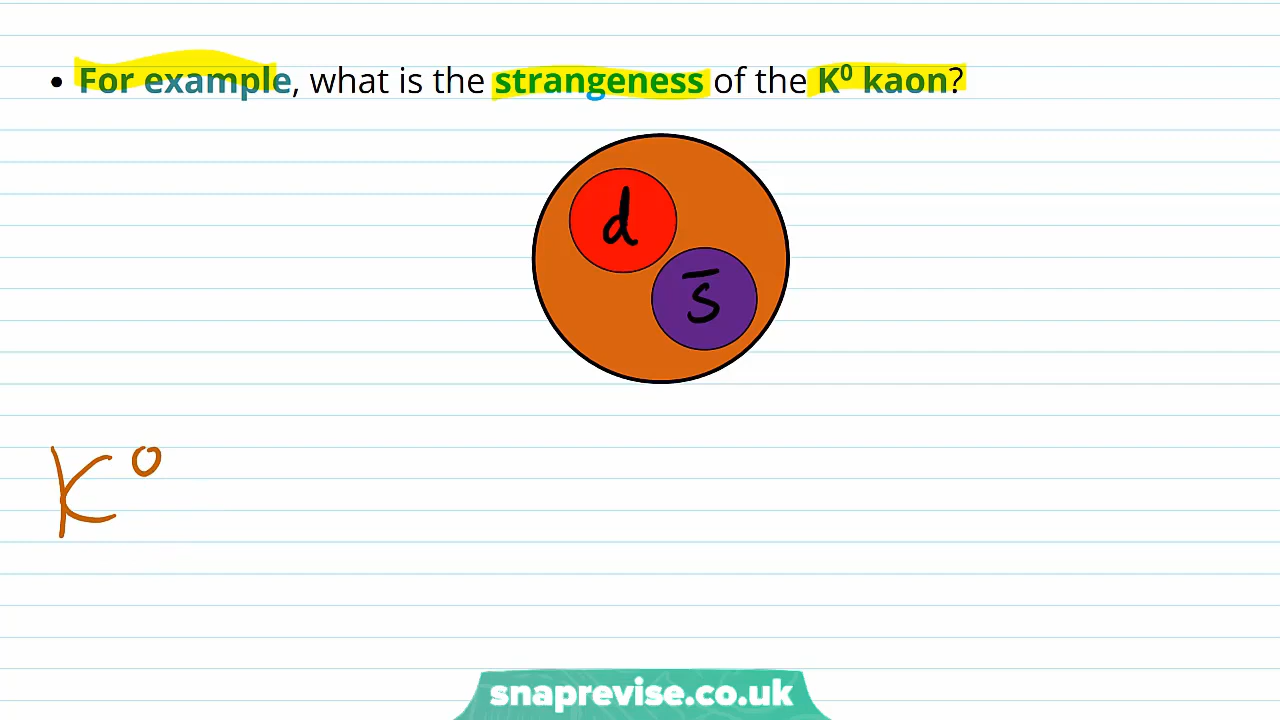 • For example, what is the strangeness of the K⁰ kaon?
d
s̅
K⁰
snaprevise.co.uk